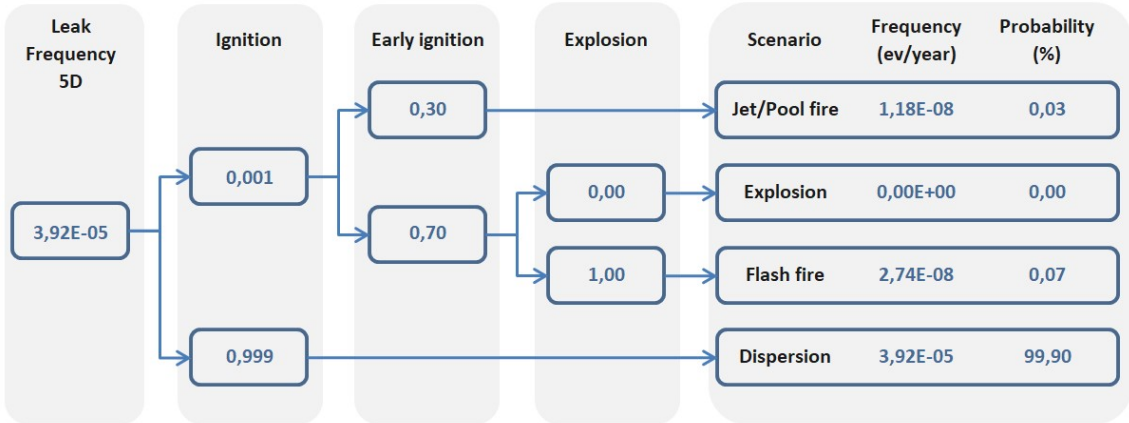 Leak
Frequency
5D
Ignition
Early ignition
Explosion
Scenario
Frequency
(ev/year)
Probability
(%)
0,30
Jet/Pool fire 1,18E-08 0,03
0,001
0,00
Explosion 0,00E+00 0,00
3,92E-05
0,70
1,00
Flash fire 2,74E-08 0,07
0,999
Dispersion 3,92E-05 99,90